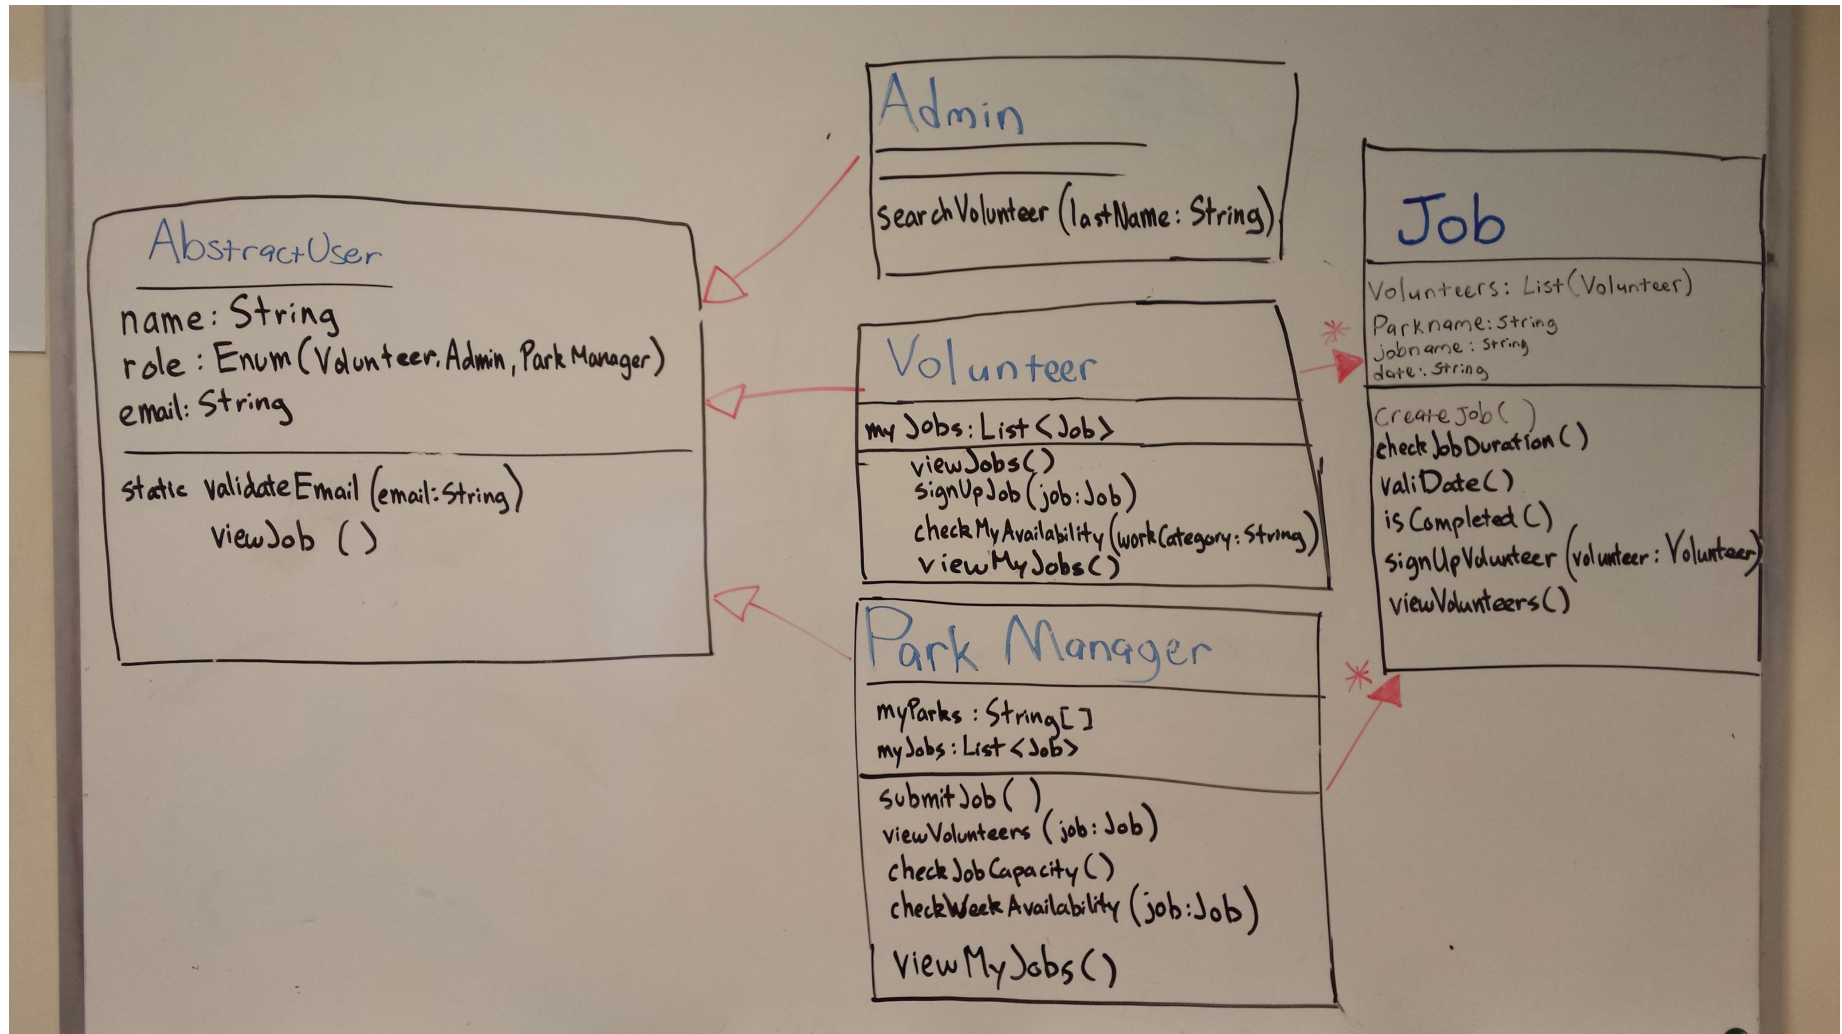 AbstractUser
name: String
role: Enum(Volunteer, Admin, Park Manager)
email: String
static validateEmail (email: String)
viewJob ( )
Admin
searchVolunteer (lastName: String)
Volunteer
my Jobs: List <Job>
viewJobs()
signUpJob (job: Job)
checkMyAvailability (workCategory: String)
viewMyJobs()
Park Manager
myParks: String[ ]
myJobs: List <Job>
submitJob ( )
viewVolunteers (job: Job)
checkJobCapacity ( )
checkWeekAvailability (job: Job)
viewMyJobs()
*
*
Job
Volunteers: List(Volunteer)
Parkname: String
jobname: String
date: String
CreateJob( )
checkJobDuration ( )
valiDate ( )
isCompleted ( )
signUpVolunteer (volunteer: Volunteer)
viewVolunteers ( )